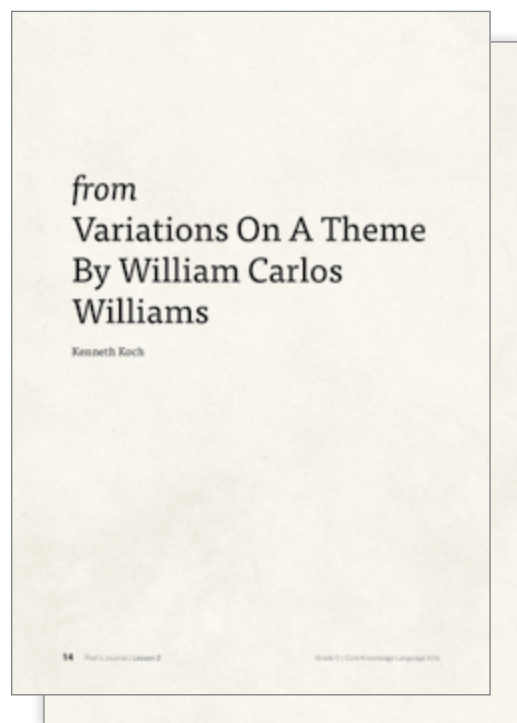 from
Variations On A Theme
By William Carlos
Williams
Kenneth Koch
14 Poet's Journal | Lesson 2
Grade 5 | Core Knowledge Language Arts